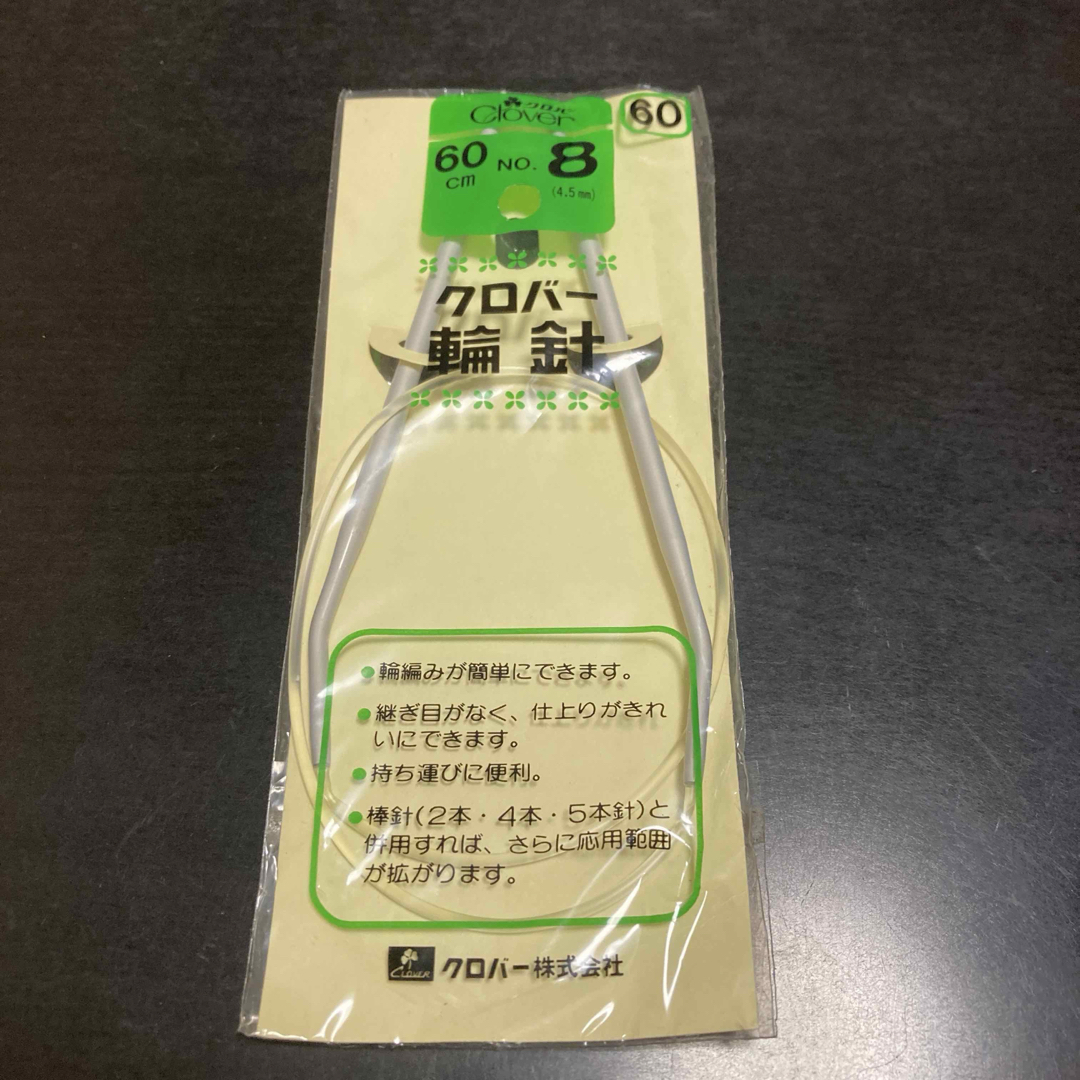 クロバー
Clover
60
60 cm NO. 8
(4.5㎜)
クロバー
輪針
●輪編みが簡単にできます。
●継ぎ目がなく、仕上りがきれ
いにできます。
●持ち運びに便利。
●棒針(2本・4本・5本針)と
併用すれば、さらに応用範囲
が拡がります。
CLOVER クロバー株式会社